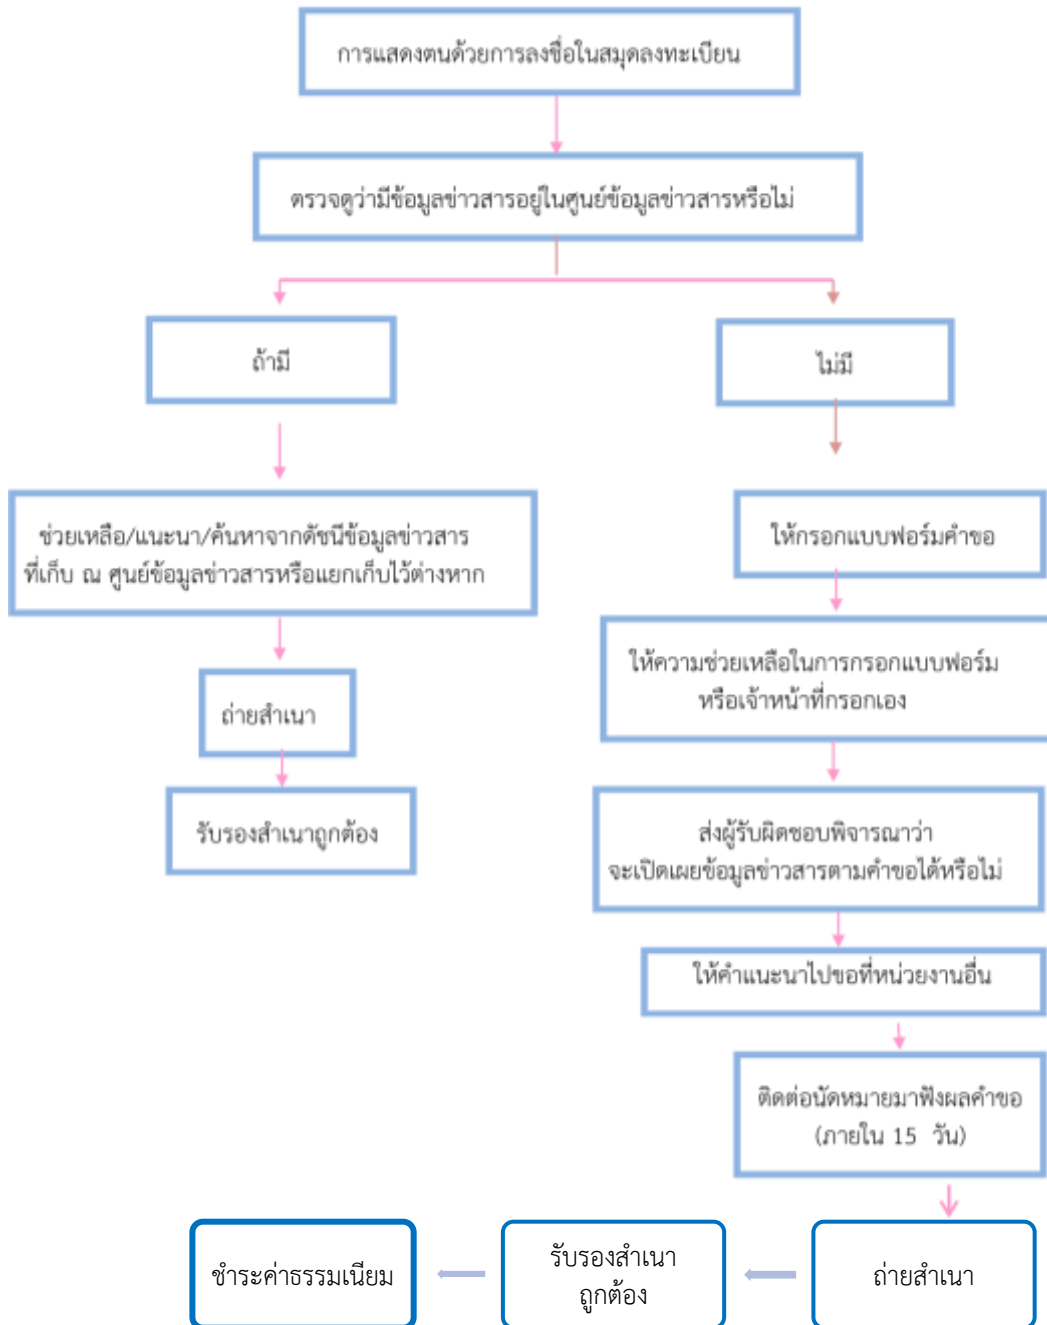 การแสดงตนด้วยการลงชื่อในสมุดลงทะเบียน
ตรวจดูว่ามีข้อมูลข่าวสารอยู่ในศูนย์ข้อมูลข่าวสารหรือไม่
ถ้ามี
ไม่มี
ช่วยเหลือ/แนะนำ/ค้นหาจากดัชนีข้อมูลข่าวสาร
ที่เก็บ ณ ศูนย์ข้อมูลข่าวสารหรือแยกเก็บไว้ต่างหาก
ให้กรอกแบบฟอร์มคำขอ
ให้ความช่วยเหลือในการกรอกแบบฟอร์ม
หรือเจ้าหน้าที่กรอกเอง
ถ่ายสำเนา
รับรองสำเนาถูกต้อง
ส่งผู้รับผิดชอบพิจารณาว่า
จะเปิดเผยข้อมูลข่าวสารตามคำขอได้หรือไม่
ให้คำแนะนำไปขอที่หน่วยงานอื่น
ติดต่อนัดหมายมาฟังผลคำขอ
(ภายใน 15 วัน)
ถ่ายสำเนา
รับรองสำเนา
ถูกต้อง
ชำระค่าธรรมเนียม